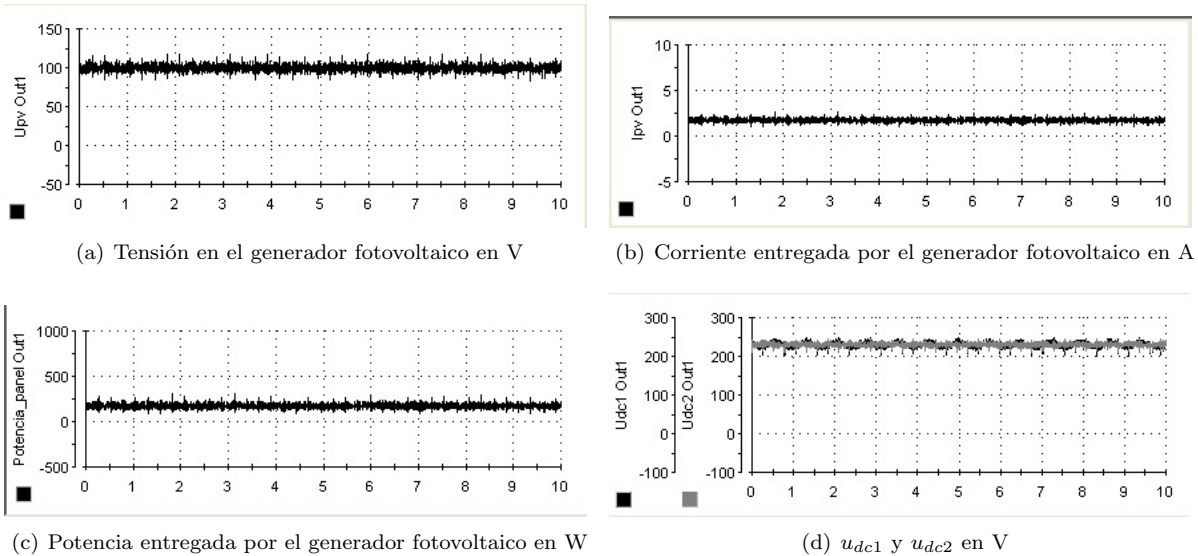 150
100
50
0
-50
Upv Out1
0 1 2 3 4 5 6 7 8 9 10
(a) Tensión en el generador fotovoltaico en V
10
5
0
-5
Ipv Out1
0 1 2 3 4 5 6 7 8 9 10
(b) Corriente entregada por el generador fotovoltaico en A
1000
500
0
-500
Potencia_panel Out1
0 1 2 3 4 5 6 7 8 9 10
(c) Potencia entregada por el generador fotovoltaico en W
300 300
200 200
100 100
0 0
-100 -100
Udc1 Out1
Udc2 Out1
0 1 2 3 4 5 6 7 8 9 10
(d) u_{dc1} y u_{dc2} en V